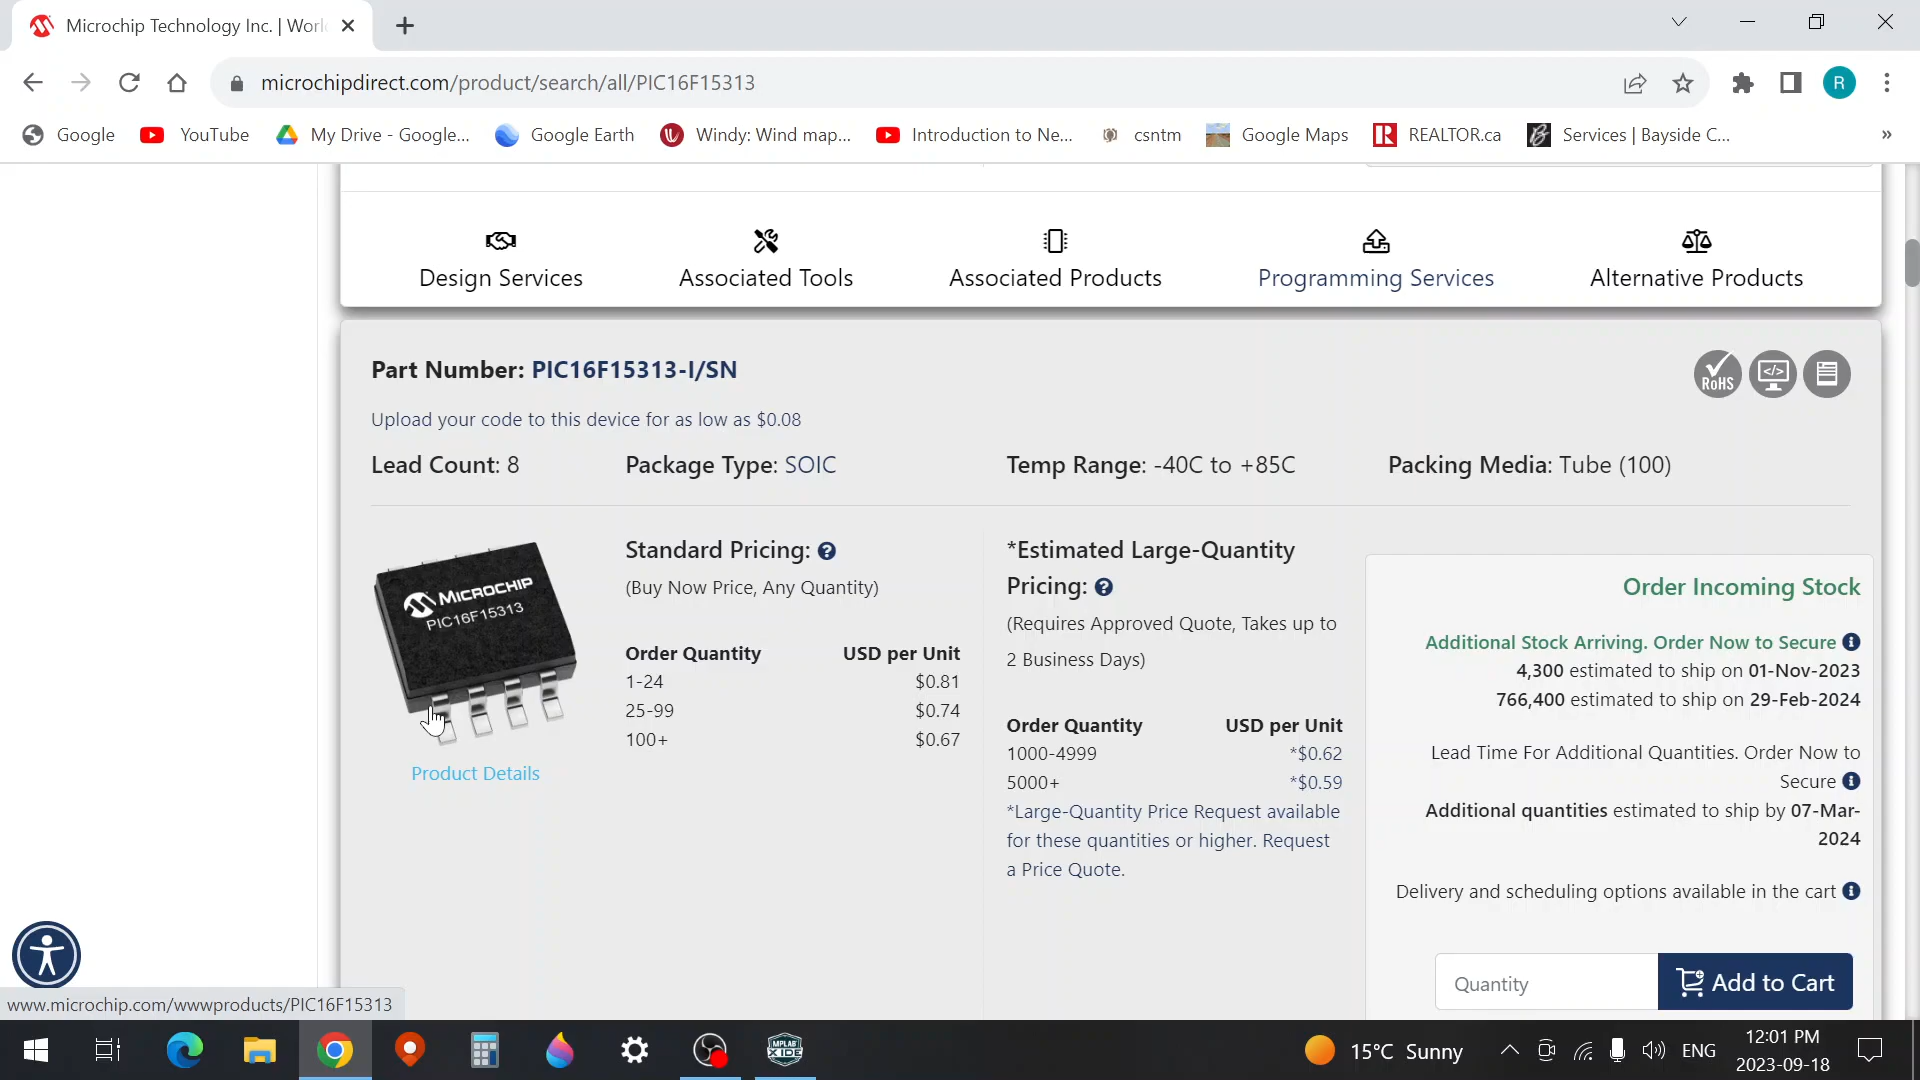 Microchip Technology Inc. | Worl
microchipdirect.com/product/search/all/PIC16F15313
R
Google
YouTube
My Drive - Google...
Google Earth
Windy: Wind map...
Introduction to Ne...
csntm
Google Maps
REALTOR.ca
Services | Bayside C...
»
Design Services
Associated Tools
Associated Products
Programming Services
Alternative Products
Part Number: PIC16F15313-I/SN
RoHS
Upload your code to this device for as low as $0.08
Lead Count: 8
Package Type: SOIC
Temp Range: -40C to +85C
Packing Media: Tube (100)
MICROCHIP
PIC16F15313
Product Details
Standard Pricing: ?
(Buy Now Price, Any Quantity)
Order Quantity USD per Unit
1-24 $0.81
25-99 $0.74
100+ $0.67
*Estimated Large-Quantity
Pricing: ?
(Requires Approved Quote, Takes up to
2 Business Days)
Order Quantity USD per Unit
1000-4999 *$0.62
5000+ *$0.59
*Large-Quantity Price Request available
for these quantities or higher. Request
a Price Quote.
Order Incoming Stock
Additional Stock Arriving. Order Now to Secure i
4,300 estimated to ship on 01-Nov-2023
766,400 estimated to ship on 29-Feb-2024
Lead Time For Additional Quantities. Order Now to
Secure i
Additional quantities estimated to ship by 07-Mar-
2024
Delivery and scheduling options available in the cart i
Quantity
Add to Cart
www.microchip.com/wwwproducts/PIC16F15313
MPLAB
X IDE
15°C Sunny
ENG
12:01 PM
2023-09-18